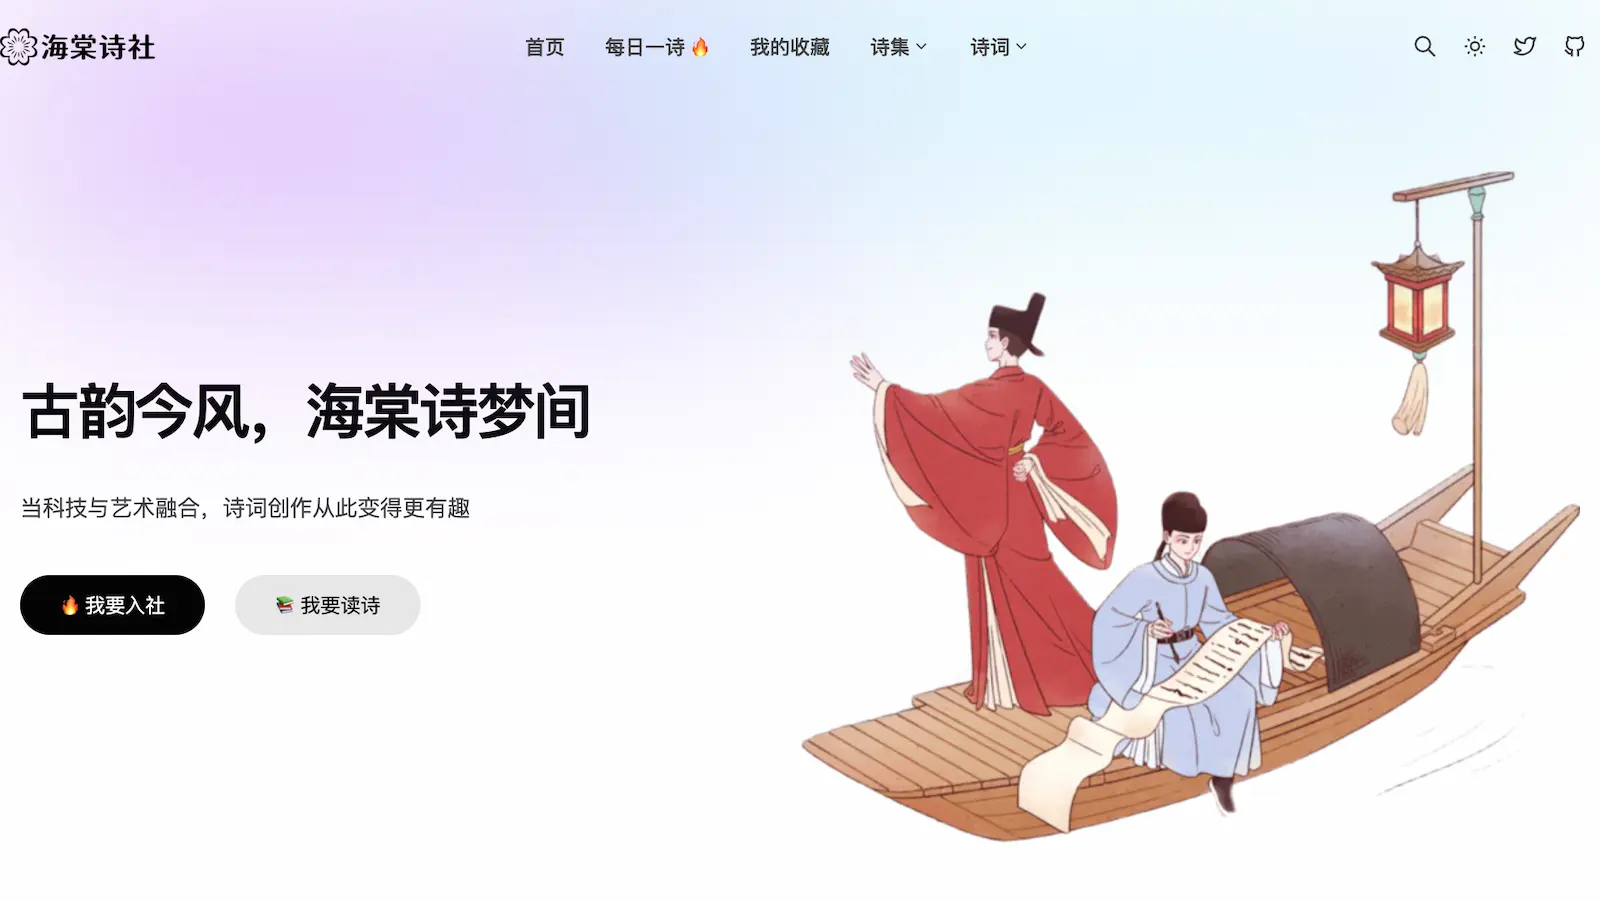 海棠诗社
首页 每日一诗🔥 我的收藏 诗集 诗词
古韵今风，海棠诗梦间
当科技与艺术融合，诗词创作从此变得更有趣
🔥 我要入社 📚 我要读诗